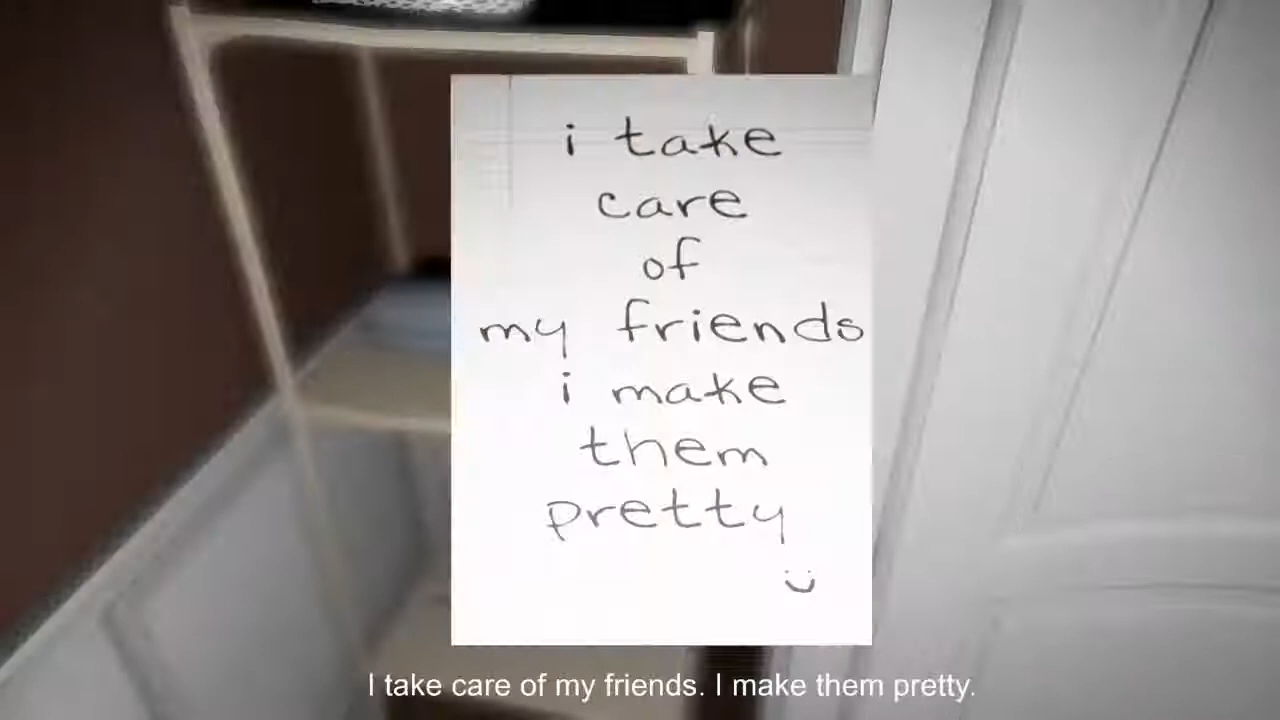 i take
care
of
my friends
i make
them
pretty
:)
I take care of my friends. I make them pretty.